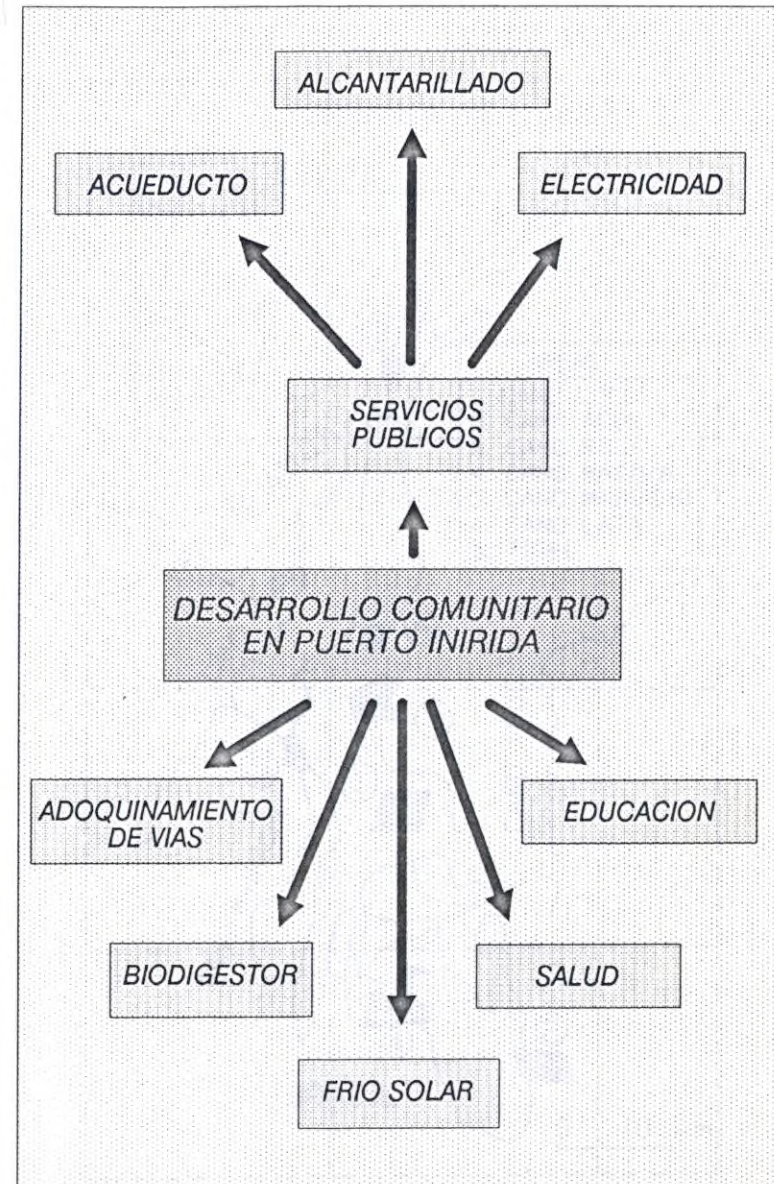 ALCANTARILLADO
ACUEDUCTO
ELECTRICIDAD
SERVICIOS
PUBLICOS
DESARROLLO COMUNITARIO
EN PUERTO INIRIDA
ADOQUINAMIENTO
DE VIAS
EDUCACION
BIODIGESTOR
SALUD
FRIO SOLAR